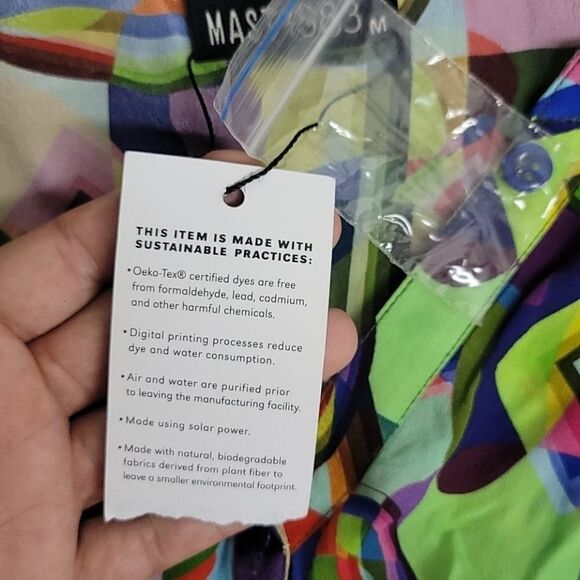 M
THIS ITEM IS MADE WITH
SUSTAINABLE PRACTICES:
• Oeko-Tex® certified dyes are free
from formaldehyde, lead, cadmium,
and other harmful chemicals.
• Digital printing processes reduce
dye and water consumption.
• Air and water are purified prior
to leaving the manufacturing facility.
• Made using solar power.
• Made with natural, biodegradable
fabrics derived from plant fiber to
leave a smaller environmental footprint.